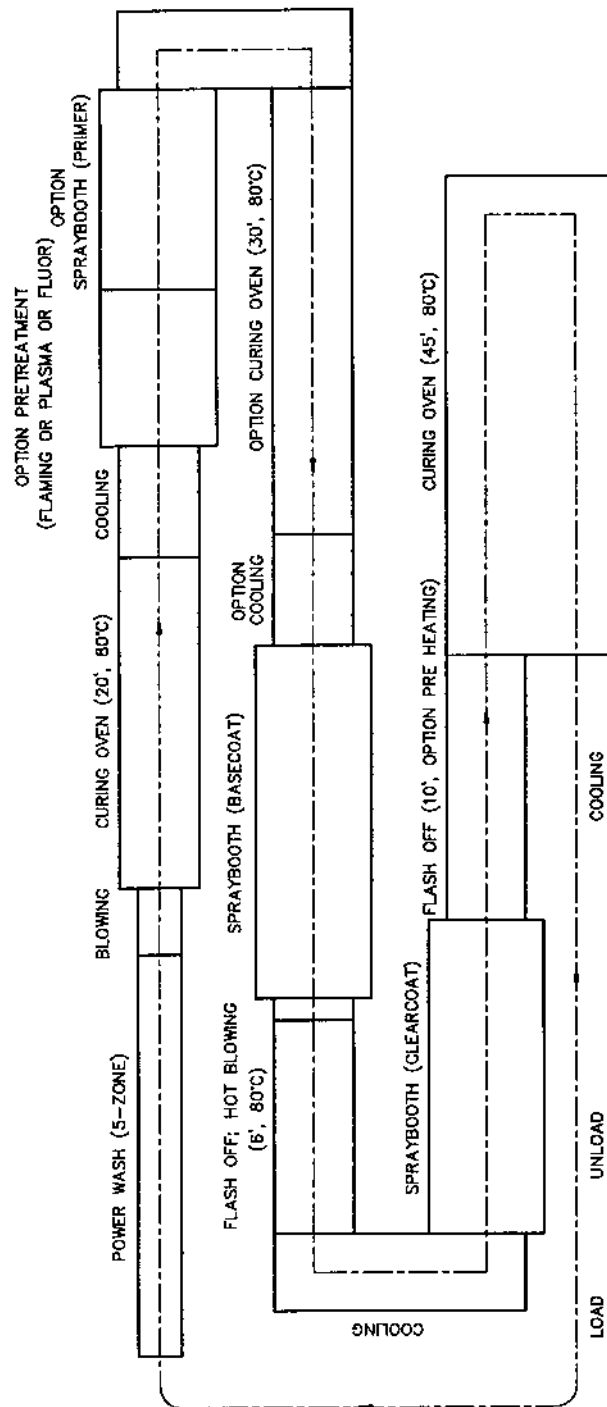 POWER WASH (5-ZONE)
BLOWING
CURING OVEN (20', 80°C)
COOLING
OPTION PRETREATMENT
(FLAMING OR PLASMA OR FLUOR)
OPTION
SPRAYBOOTH (PRIMER)
FLASH OFF; HOT BLOWING
(6', 80°C)
SPRAYBOOTH (BASECOAT)
OPTION
COOLING
OPTION CURING OVEN (30', 80°C)
COOLING
SPRAYBOOTH (CLEARCOAT)
FLASH OFF (10', OPTION PRE HEATING)
CURING OVEN (45', 80°C)
LOAD
UNLOAD
COOLING